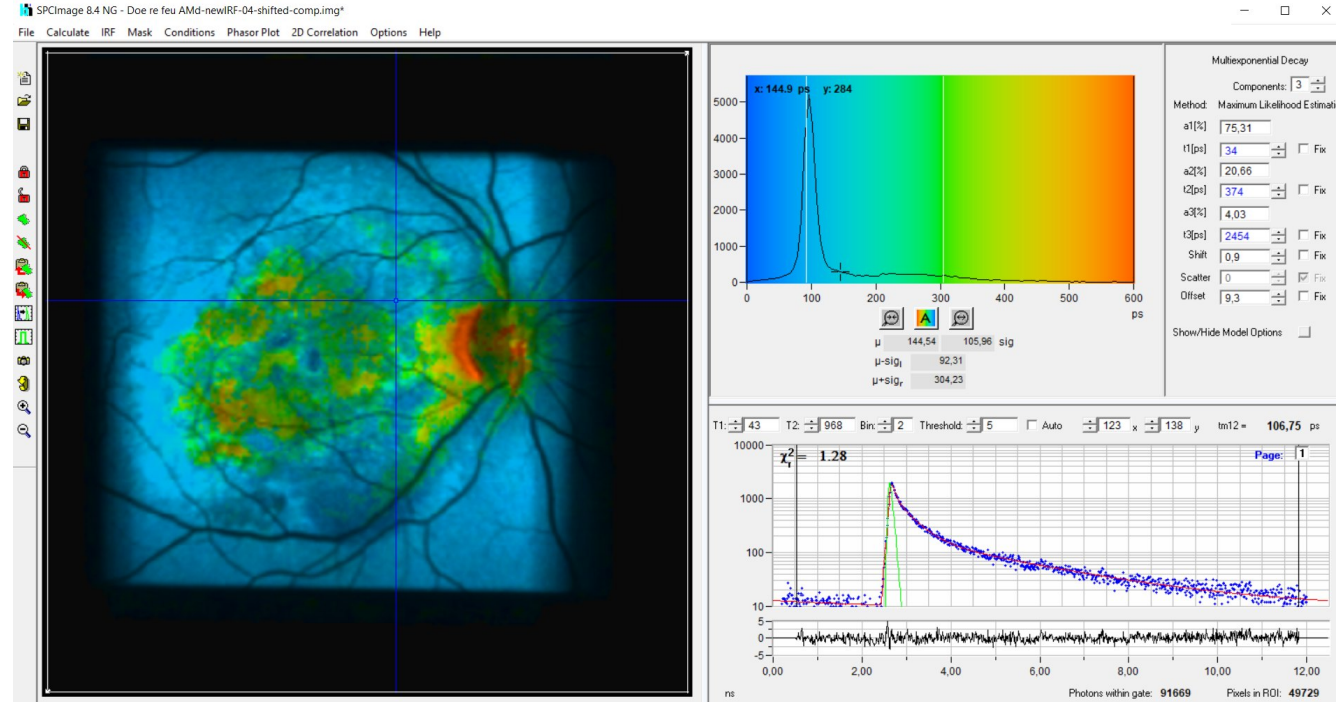 SPCImage 8.4 NG - Doe re feu AMd-newIRF-04-shifted-comp.img*
File Calculate IRF Mask Conditions Phasor Plot 2D Correlation Options Help
x: 144.9 ps y: 284
5000
4000
3000
2000
1000
0
0 100 200 300 400 500 600
ps
A
µ 144,54 105,96 sig
µ-sigl 92,31
µ+sigr 304,23
Multiexponential Decay
Components: 3
Method: Maximum Likelihood Estimati
a1[%] 75,31
t1[ps] 34 Fix
a2[%] 20,66
t2[ps] 374 Fix
a3[%] 4,03
t3[ps] 2454 Fix
Shift 0,9 Fix
Scatter 0 Fix
Offset 9,3 Fix
Show/Hide Model Options
T1: 43 T2: 968 Bin: 2 Threshold: 5 Auto 123 x 138 y tm12 = 106,75 ps
χ²r = 1.28
Page: 1
10000
1000
100
10
5
0
-5
0,00 2,00 4,00 6,00 8,00 10,00 12,00
ns Photons within gate: 91669 Pixels in ROI: 49729